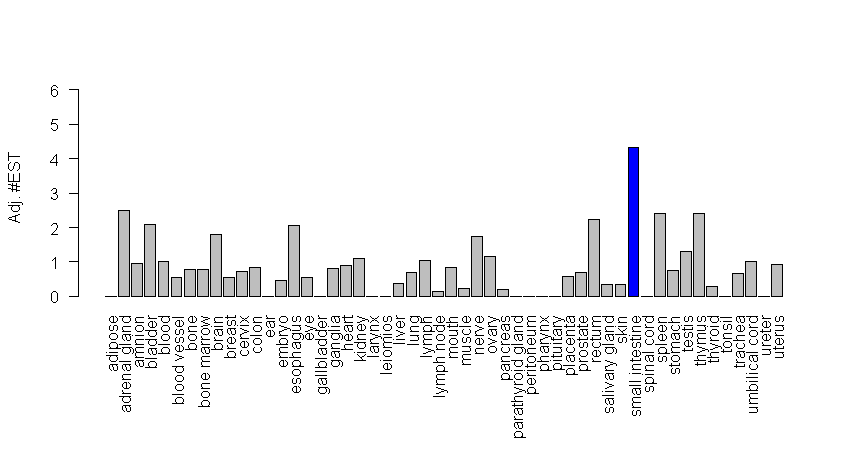 6
5
4
3
2
1
0
Adj. #EST
adipose
adrenal gland
amnion
bladder
blood
blood vessel
bone
bone marrow
brain
breast
cervix
colon
ear
embryo
esophagus
eye
gallbladder
ganglia
heart
kidney
larynx
leiomios
liver
lung
lymph
lymph node
mouth
muscle
nerve
ovary
pancreas
parathyroid gland
peritoneum
pharynx
pituitary
placenta
prostate
rectum
salivary gland
skin
small intestine
spinal cord
spleen
stomach
testis
thymus
thyroid
tonsil
trachea
umbilical cord
ureter
uterus